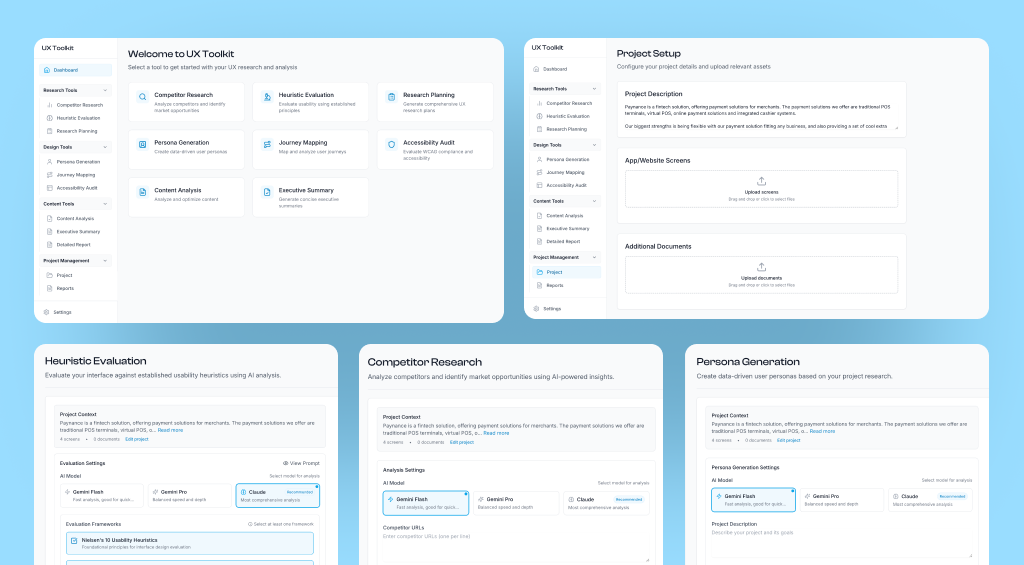 UX Toolkit
Dashboard
Research Tools
Competitor Research
Heuristic Evaluation
Research Planning
Design Tools
Persona Generation
Journey Mapping
Accessibility Audit
Content Tools
Content Analysis
Executive Summary
Detailed Report
Project Management
Project
Reports
Settings
Welcome to UX Toolkit
Select a tool to get started with your UX research and analysis
Competitor Research
Analyze competitors and identify
market opportunities
Heuristic Evaluation
Evaluate usability using established
principles
Research Planning
Generate comprehensive UX
research plans
Persona Generation
Create data-driven user personas
Journey Mapping
Map and analyze user journeys
Accessibility Audit
Evaluate WCAG compliance and
accessibility
Content Analysis
Analyze and optimize content
Executive Summary
Generate concise executive
summaries
UX Toolkit
Dashboard
Research Tools
Competitor Research
Heuristic Evaluation
Research Planning
Design Tools
Persona Generation
Journey Mapping
Accessibility Audit
Content Tools
Content Analysis
Executive Summary
Detailed Report
Project Management
Project
Reports
Settings
Project Setup
Configure your project details and upload relevant assets
Project Description
Paynance is a fintech solution, offering payment solutions for merchants. The payment solutions we offer are traditional POS
terminals, virtual POS, online payment solutions and integrated cashier systems.
Our biggest strengths is being flexible with our payment solution fitting any business, and also providing a set of cool extra
App/Website Screens
Upload screens
Drag and drop or click to select files
Additional Documents
Upload documents
Drag and drop or click to select files
Heuristic Evaluation
Evaluate your interface against established usability heuristics using AI analysis.
Project Context
Paynance is a fintech solution, offering payment solutions for merchants. The payment solutions we offer are
traditional POS terminals, virtual POS, o... Read more
4 screens • 0 documents Edit project
Evaluation Settings
View Prompt
AI Model
Select model for analysis
Gemini Flash
Fast analysis, good for quick...
Gemini Pro
Balanced speed and depth
Claude
Recommended
Most comprehensive analysis
Evaluation Frameworks
Select at least one framework
Nielsen's 10 Usability Heuristics
Foundational principles for interface design evaluation
Competitor Research
Analyze competitors and identify market opportunities using AI-powered insights.
Project Context
Paynance is a fintech solution, offering payment solutions for merchants. The payment solutions we offer are
traditional POS terminals, virtual POS, o... Read more
4 screens • 0 documents Edit project
Analysis Settings
AI Model
Select model for analysis
Gemini Flash
Fast analysis, good for quick...
Gemini Pro
Balanced speed and depth
Claude
Recommended
Most comprehensive analysis
Competitor URLs
Enter competitor URLs (one per line)
Persona Generation
Create data-driven user personas based on your project research.
Project Context
Paynance is a fintech solution, offering payment solutions for merchants. The payment solutions we offer are
traditional POS terminals, virtual POS, o... Read more
4 screens • 0 documents Edit project
Persona Generation Settings
AI Model
Select model for analysis
Gemini Flash
Fast analysis, good for quick...
Gemini Pro
Balanced speed and depth
Claude
Recommended
Most comprehensive analysis
Project Description
Describe your project and its goals